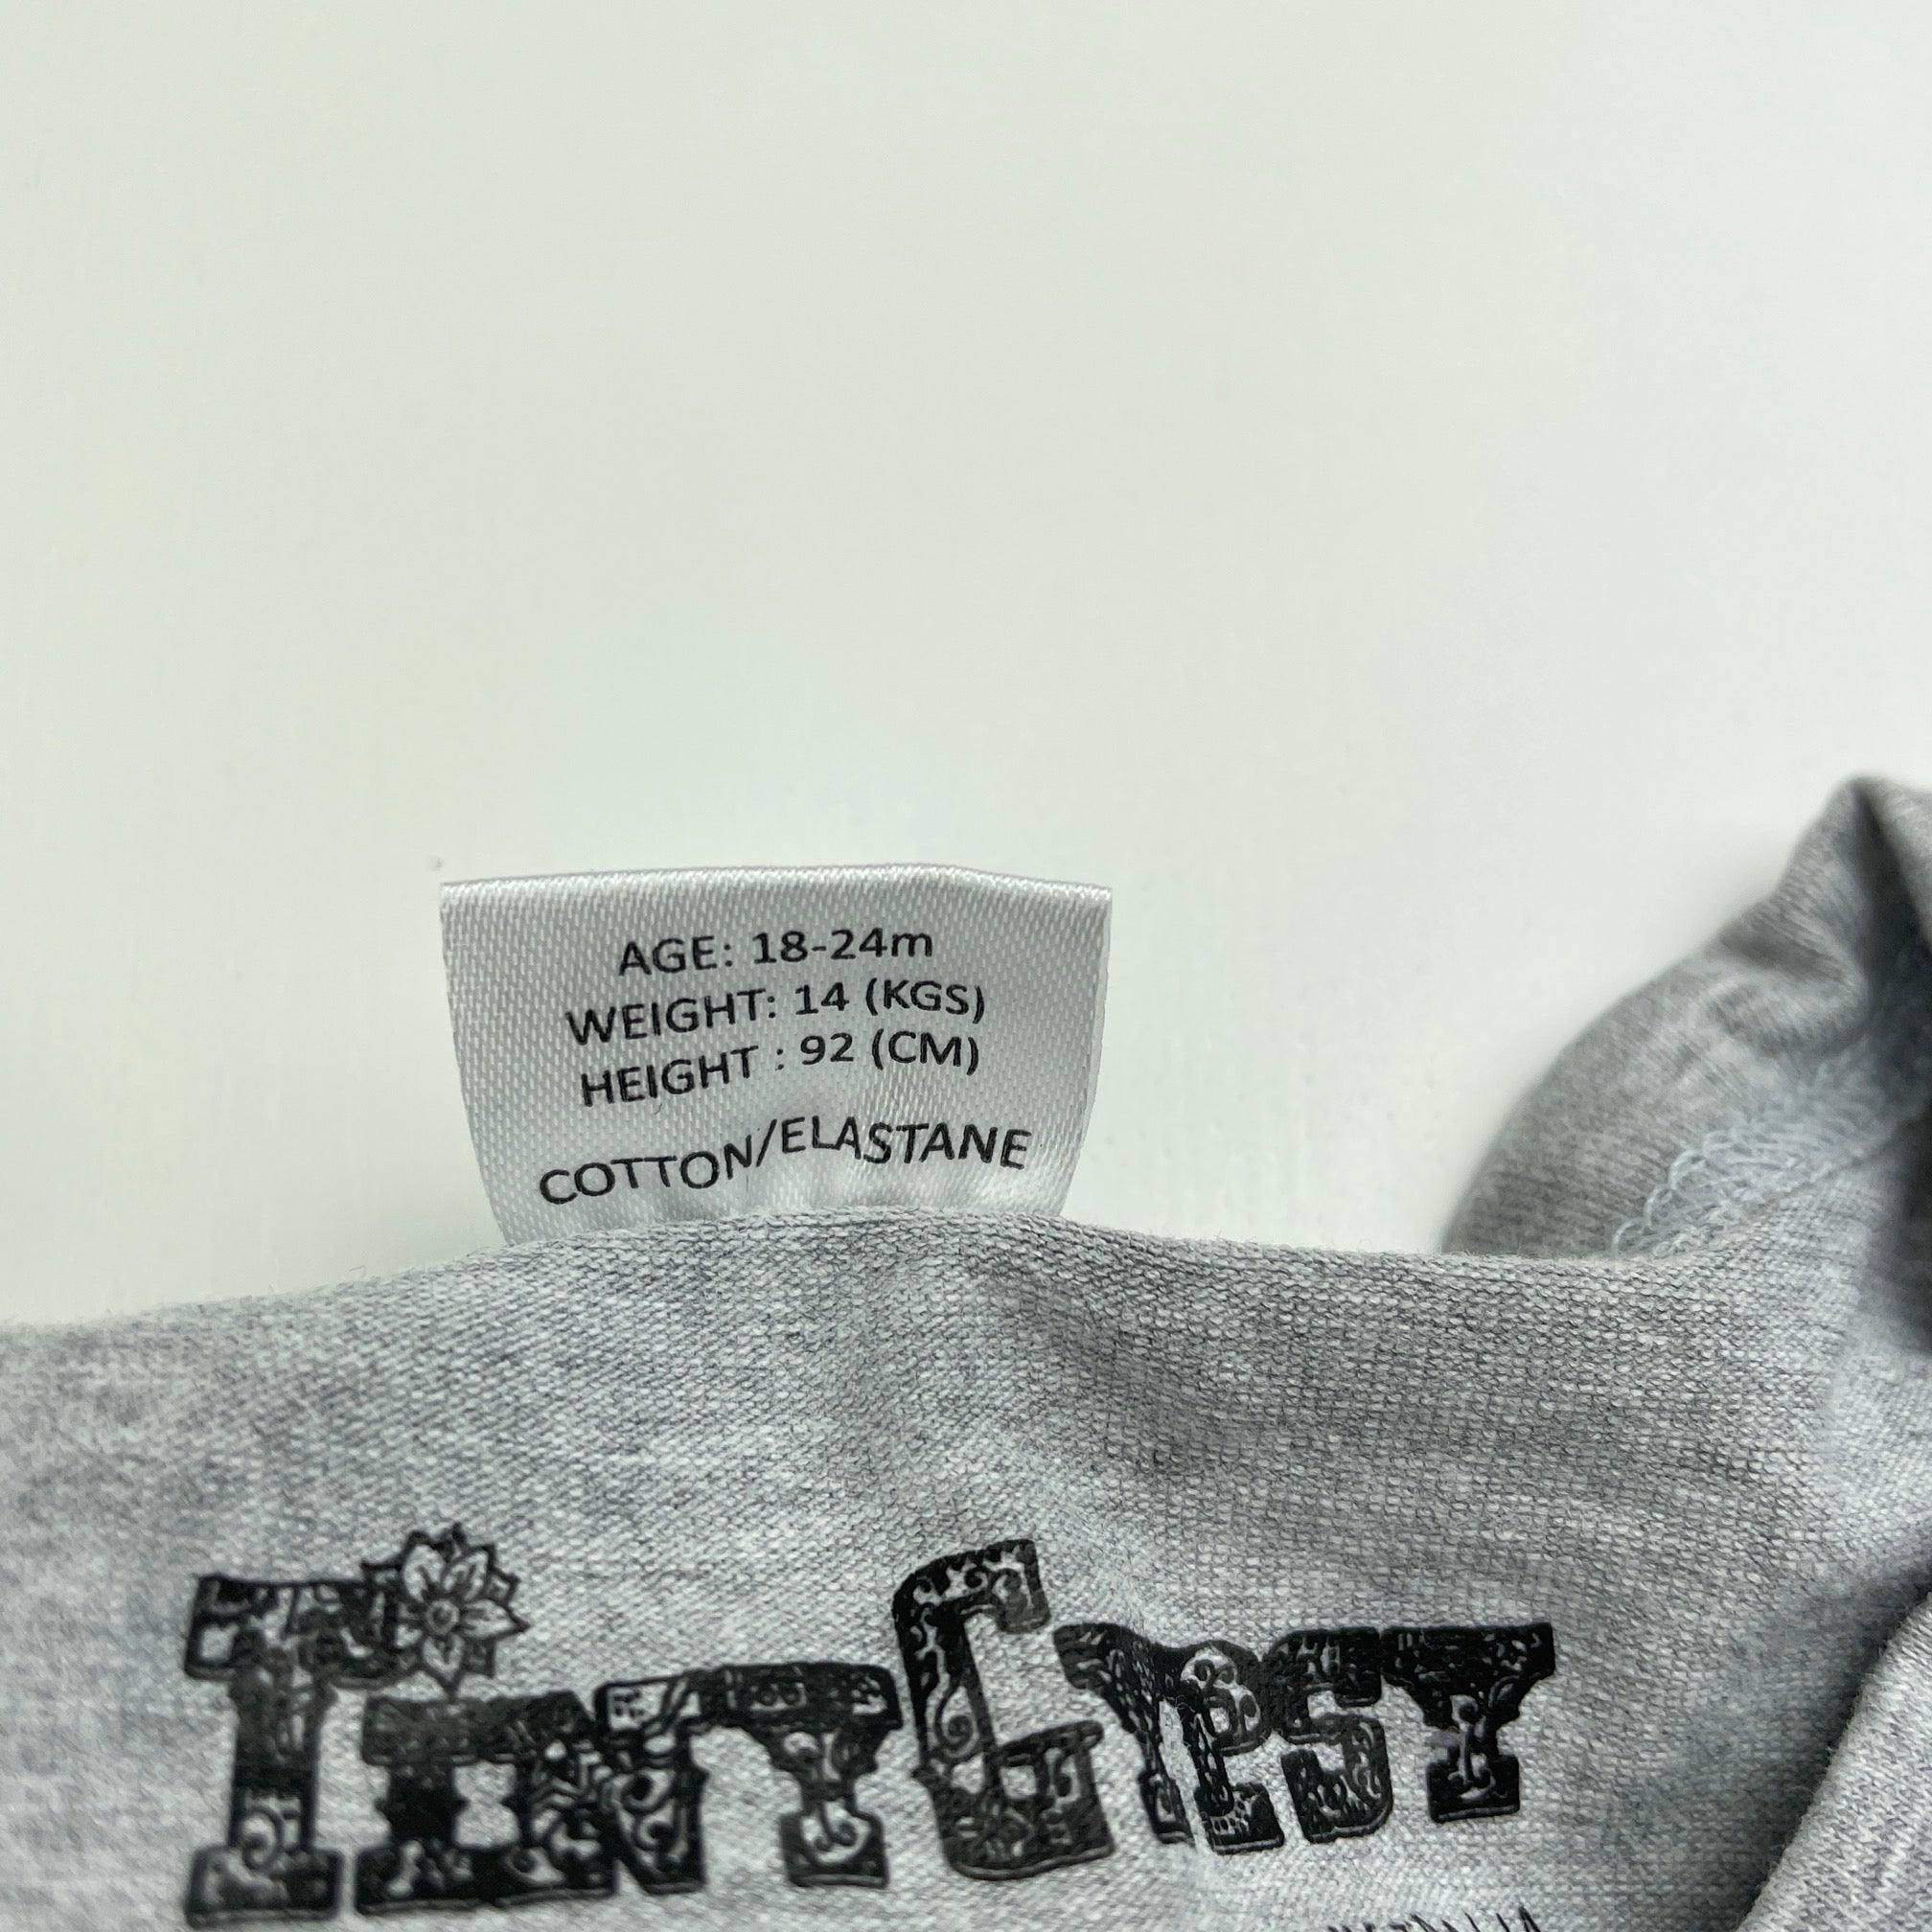 AGE: 18-24m
WEIGHT: 14 (KGS)
HEIGHT : 92 (CM)
COTTON/ELASTANE
TinyGypsy